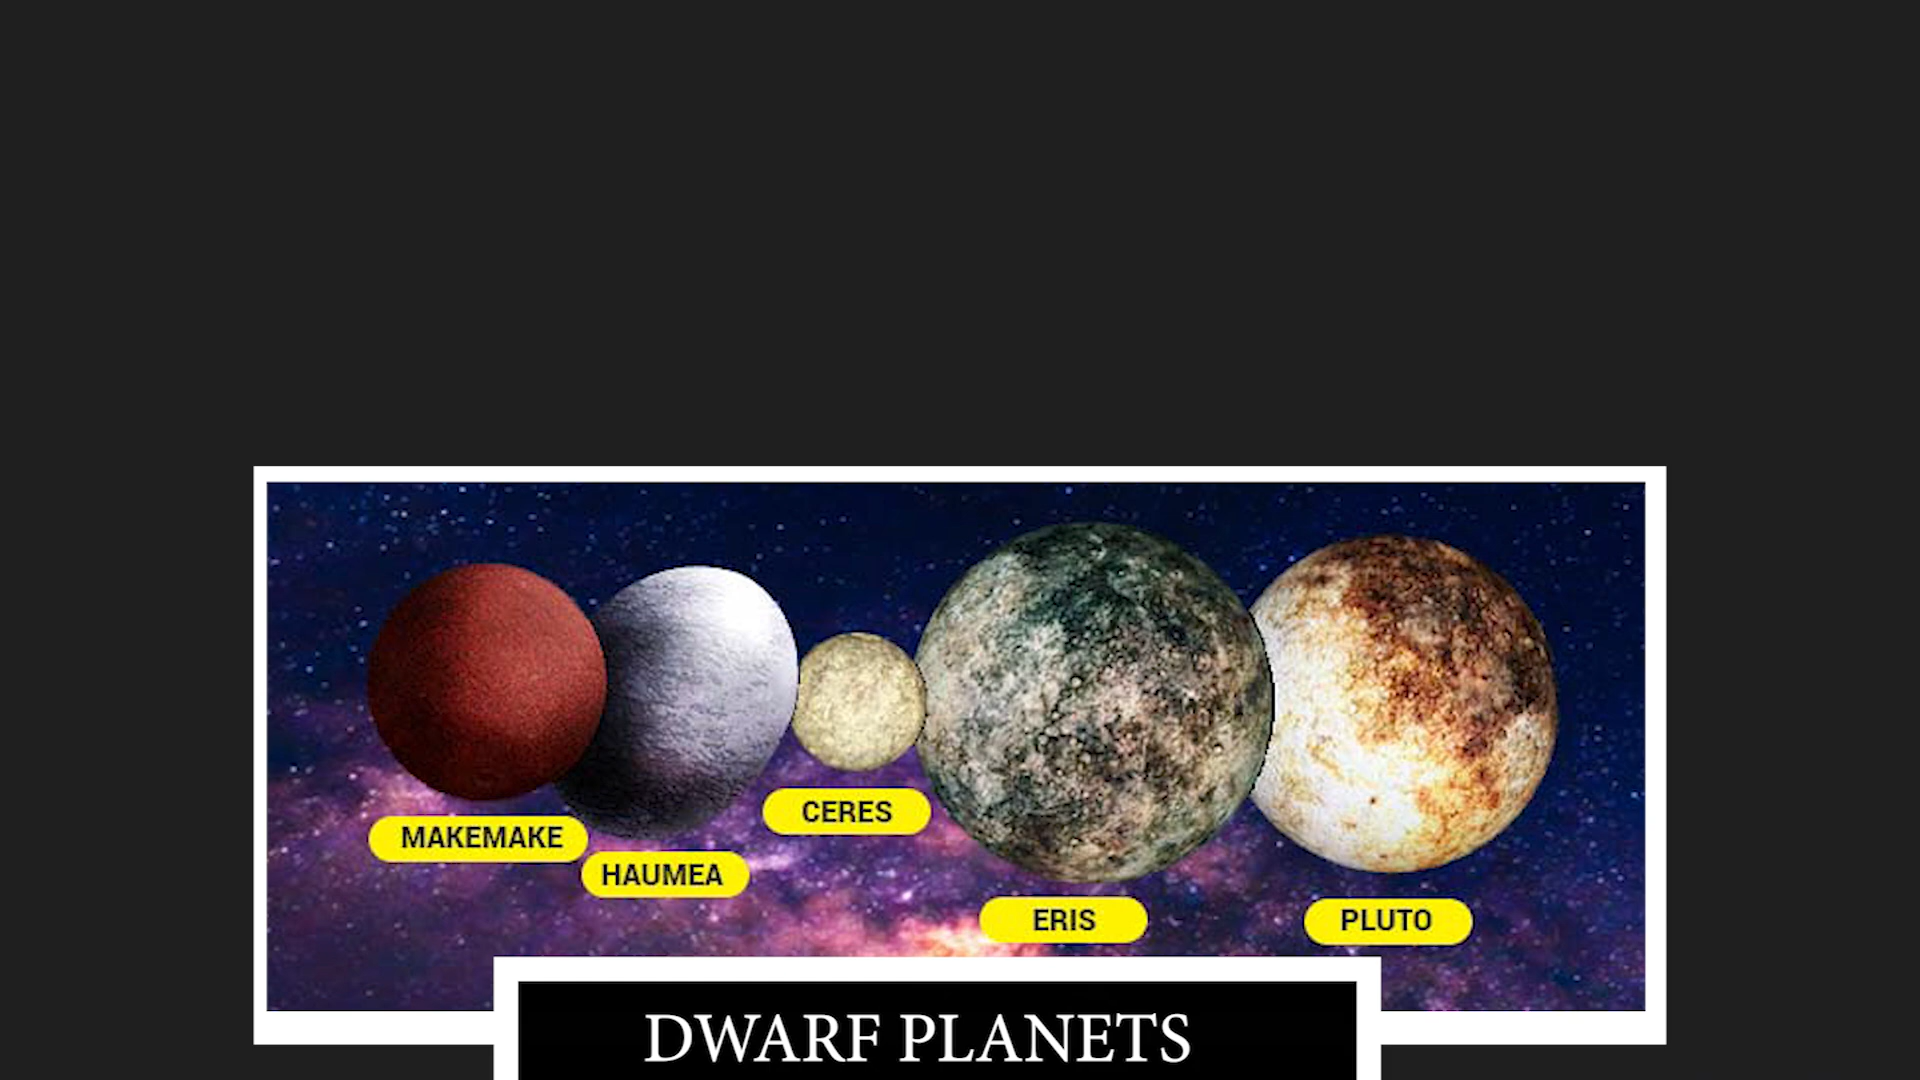 MAKEMAKE
HAUMEA
CERES
ERIS
PLUTO
DWARF PLANETS